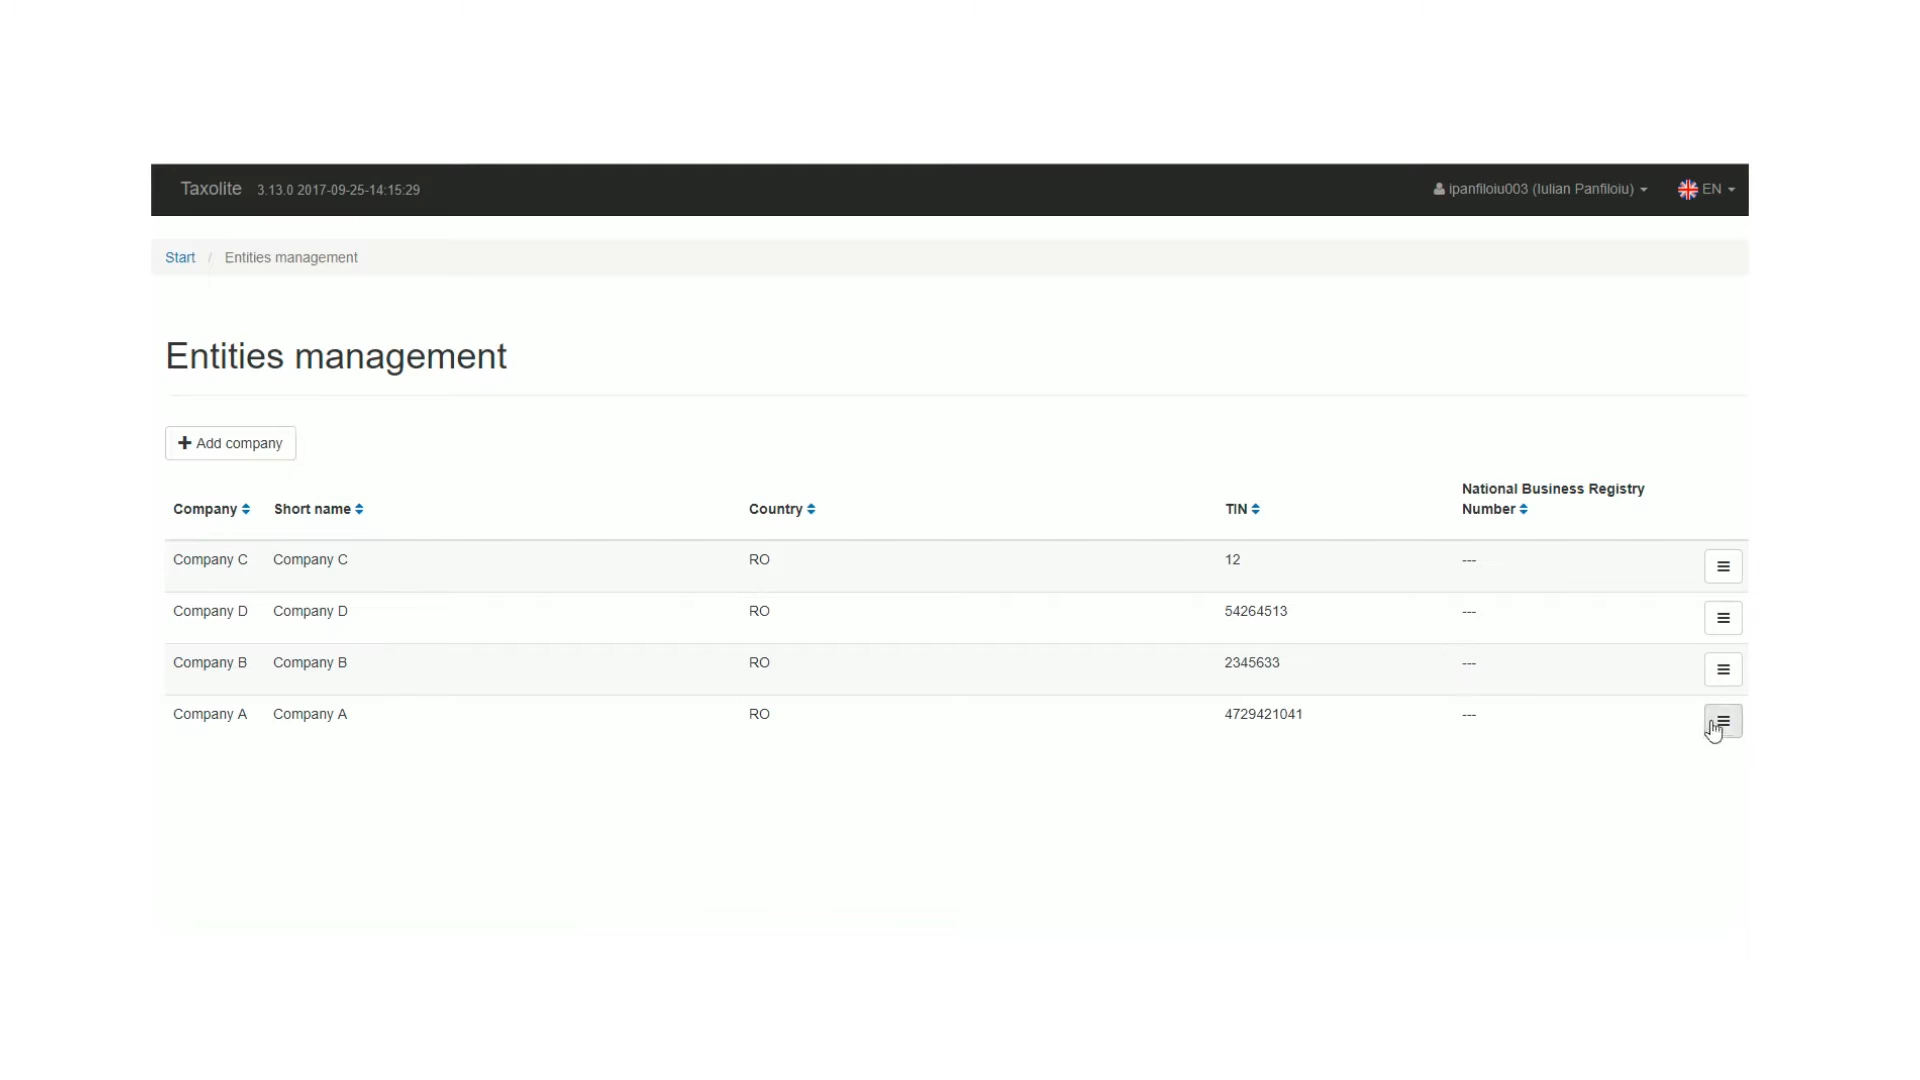 Taxolite 3.13.0 2017-09-25-14:15:29 ipanfiloiu003 (Iulian Panfiloiu) EN
Start / Entities management
Entities management
Add company
Company Short name Country TIN National Business Registry Number
Company C Company C RO 12 ---
Company D Company D RO 54264513 ---
Company B Company B RO 2345633 ---
Company A Company A RO 4729421041 ---